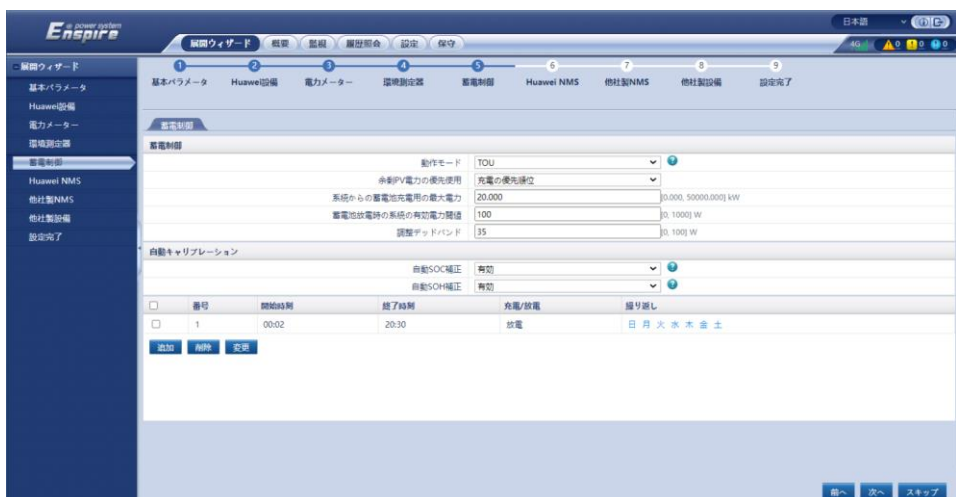 power system
Enspire
日本語
展開ウィザード 概要 監視 履歴照会 設定 保守
4G 0 0 0
展開ウィザード
基本パラメータ
Huawei設備
電力メーター
環境測定器
蓄電制御
Huawei NMS
他社製NMS
他社製設備
設定完了
1 2 3 4 5 6 7 8 9
基本パラメータ Huawei設備 電力メーター 環境測定器 蓄電制御 Huawei NMS 他社製NMS 他社製設備 設定完了
蓄電制御
蓄電制御
動作モード TOU
余剰PV電力の優先使用 充電の優先順位
系統からの蓄電池充電用の最大電力 20.000 [0.000, 50000.000] kW
蓄電池放電時の系統の有効電力閾値 100 [0, 1000] W
調整デッドバンド 35 [0, 100] W
自動キャリブレーション
自動SOC補正 有効
自動SOH補正 有効
番号 開始時刻 終了時刻 充電/放電 繰り返し
1 00:02 20:30 放電 日 月 火 水 木 金 土
追加 削除 変更
前へ 次へ スキップ